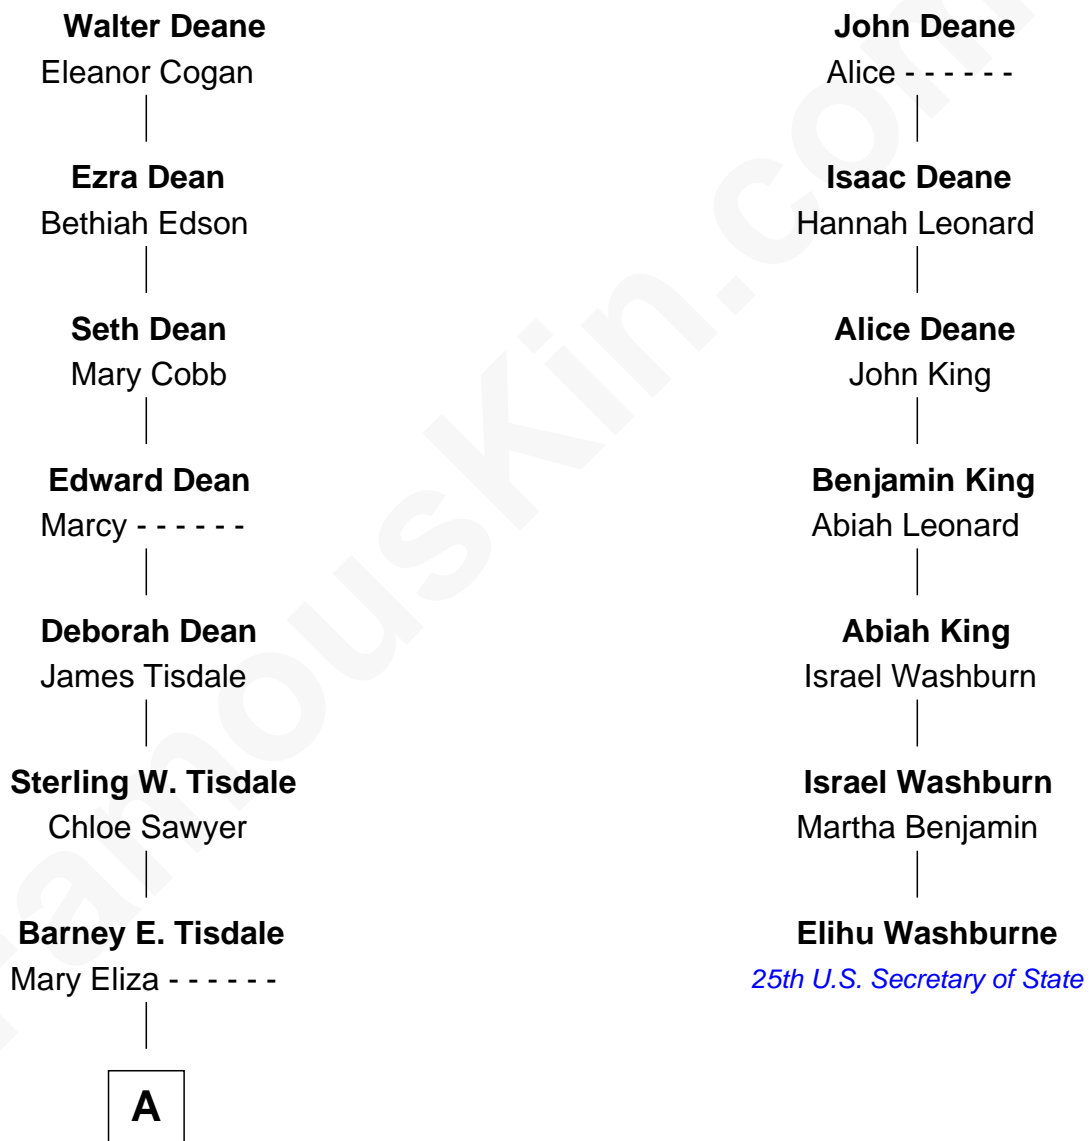 Walter Deane
Eleanor Cogan
Ezra Dean
Bethiah Edson
Seth Dean
Mary Cobb
Edward Dean
Marcy - - - - - -
Deborah Dean
James Tisdale
Sterling W. Tisdale
Chloe Sawyer
Barney E. Tisdale
Mary Eliza - - - - - -
A
John Deane
Alice - - - - - -
Isaac Deane
Hannah Leonard
Alice Deane
John King
Benjamin King
Abiah Leonard
Abiah King
Israel Washburn
Israel Washburn
Martha Benjamin
Elihu Washburne
25th U.S. Secretary of State
FamousKin.com